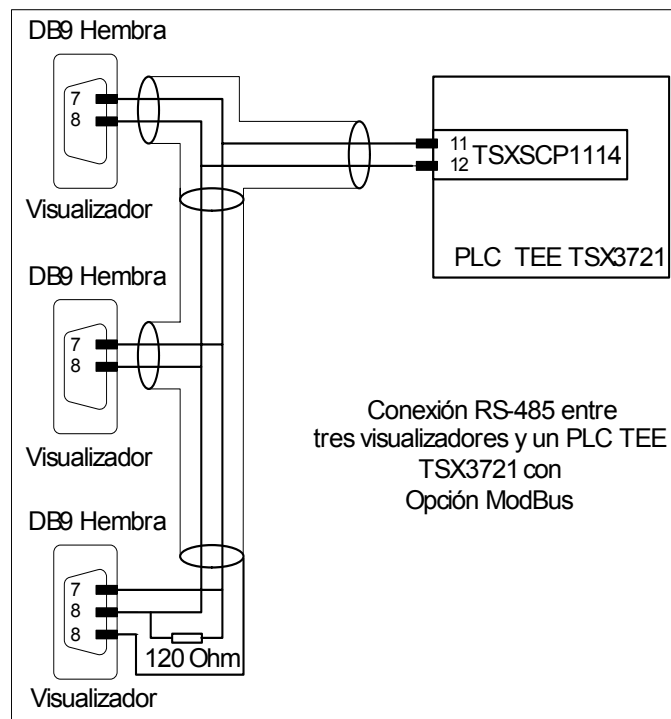 DB9 Hembra
7
8
Visualizador
11
12
TSXSCP1114
PLC TEE TSX3721
DB9 Hembra
7
8
Visualizador
Conexión RS-485 entre
tres visualizadores y un PLC TEE
TSX3721 con
Opción ModBus
DB9 Hembra
7
8
8
120 Ohm
Visualizador